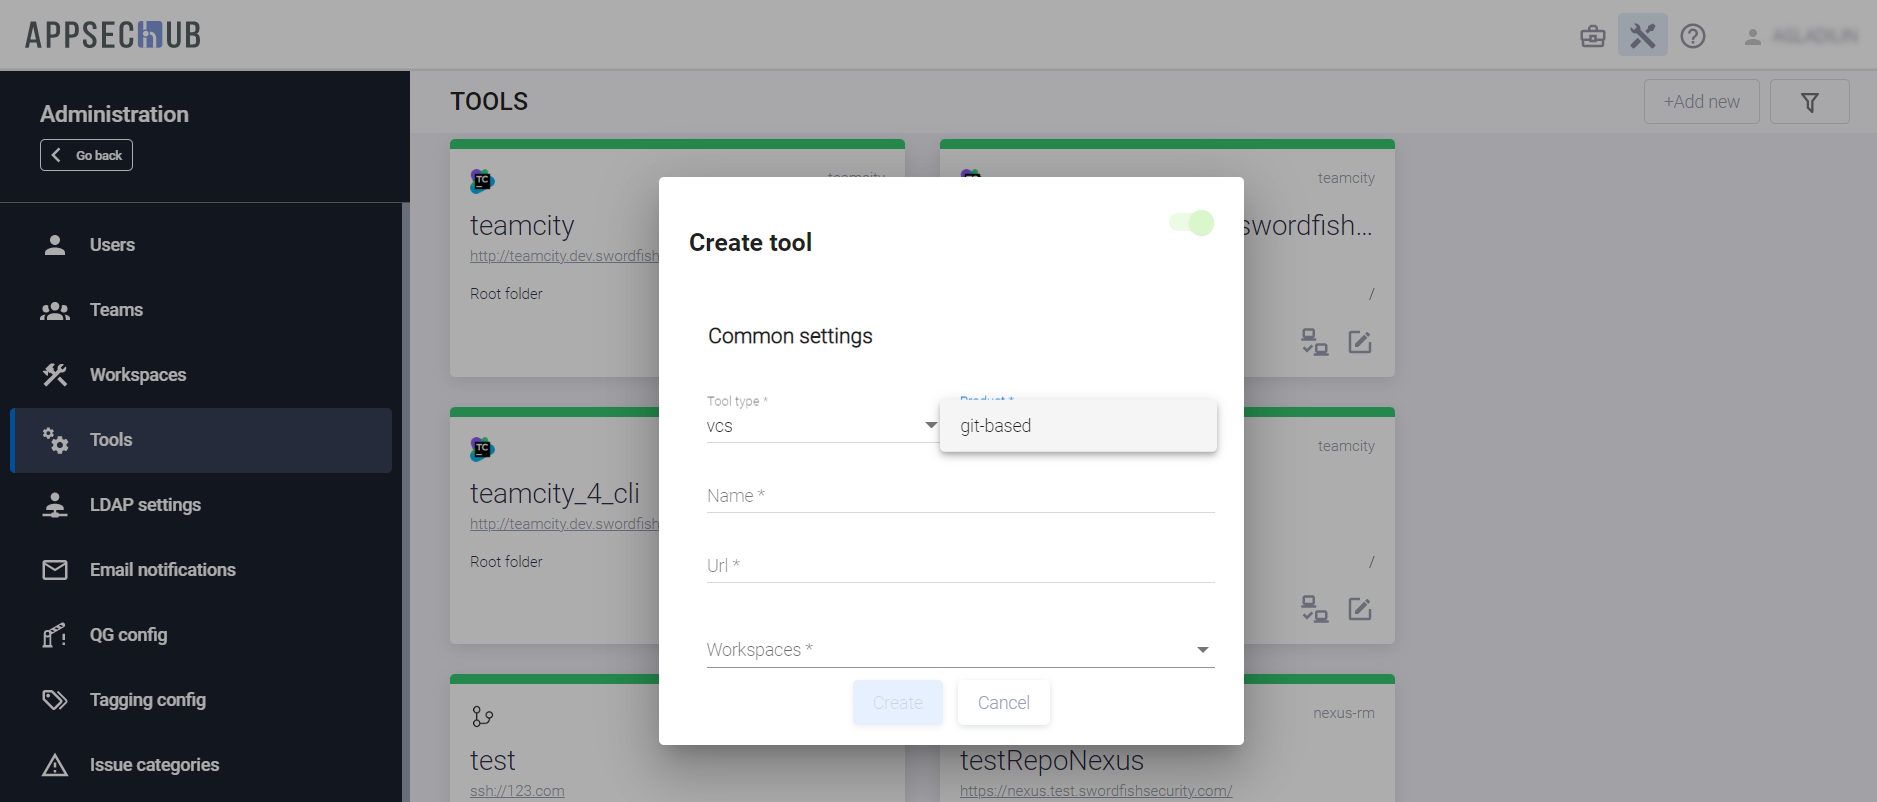 APPSECHUB
Administration
Go back
Users
Teams
Workspaces
Tools
LDAP settings
Email notifications
QG config
Tagging config
Issue categories
TOOLS
+Add new
TC
teamcity
http://teamcity.dev.swordfish
Root folder
teamcity
swordfish...
/
TC
teamcity_4_cli
http://teamcity.dev.swordfish
Root folder
teamcity
/
test
ssh://123.com
nexus-rm
testRepoNexus
https://nexus.test.swordfishsecurity.com/
Create tool
Common settings
Tool type *
vcs
Product *
git-based
Name *
Url *
Workspaces *
Create
Cancel